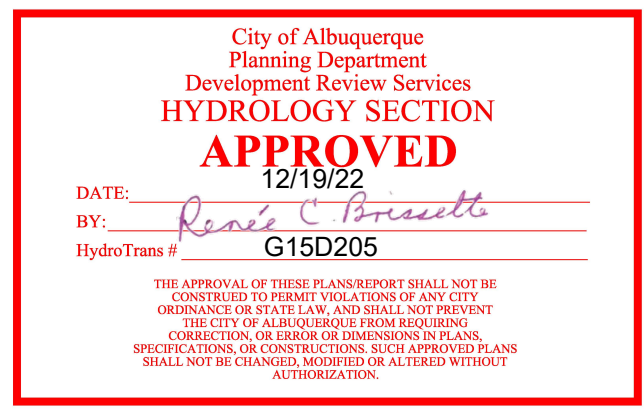 City of Albuquerque
Planning Department
Development Review Services
HYDROLOGY SECTION
APPROVED
DATE: 12/19/22
BY: Renée C. Brissette
HydroTrans # G15D205
THE APPROVAL OF THESE PLANS/REPORT SHALL NOT BE
CONSTRUED TO PERMIT VIOLATIONS OF ANY CITY
ORDINANCE OR STATE LAW, AND SHALL NOT PREVENT
THE CITY OF ALBUQUERQUE FROM REQUIRING
CORRECTION, OR ERROR OR DIMENSIONS IN PLANS,
SPECIFICATIONS, OR CONSTRUCTIONS. SUCH APPROVED PLANS
SHALL NOT BE CHANGED, MODIFIED OR ALTERED WITHOUT
AUTHORIZATION.